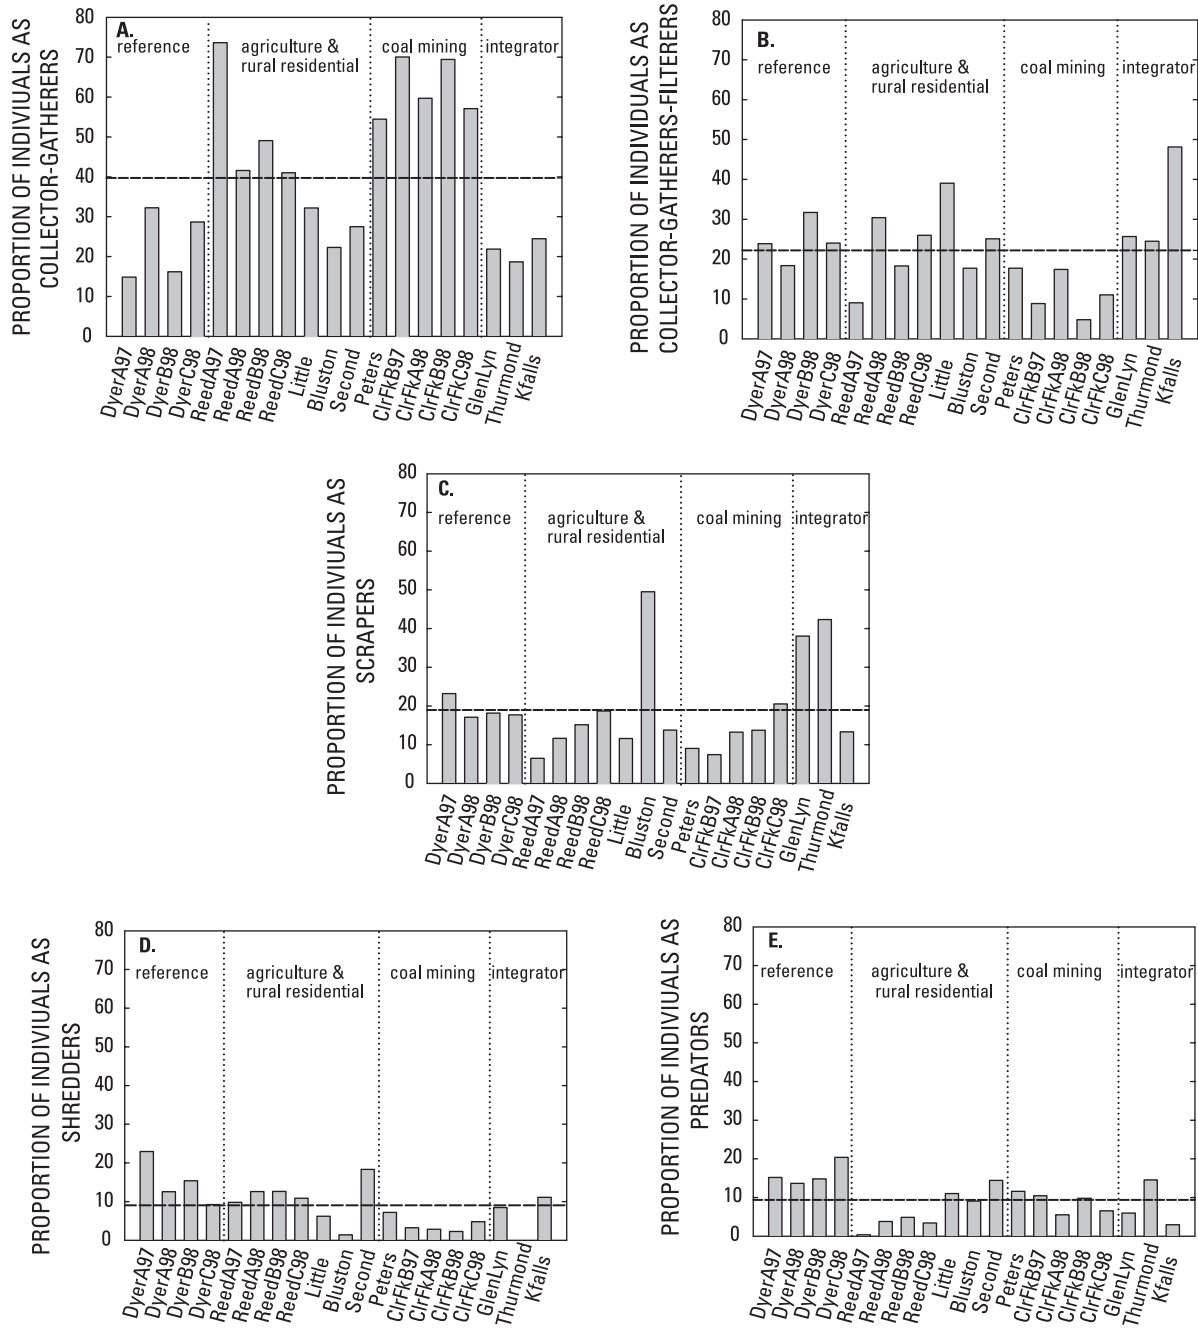 PROPORTION OF INDIVIDUALS AS
COLLECTOR-GATHERERS
A.
reference
agriculture &
rural residential
coal mining
integrator
80
70
60
50
40
30
20
10
0
DyerA97
DyerA98
DyerB98
DyerC98
ReedA97
ReedA98
ReedB98
ReedC98
Little
Bluston
Second
Peters
ClrFkB97
ClrFkA98
ClrFkB98
ClrFkC98
GlenLyn
Thurmond
Kfalls
PROPORTION OF INDIVIDUALS AS
COLLECTOR-GATHERERS-FILTERERS
B.
reference
agriculture &
rural residential
coal mining
integrator
80
70
60
50
40
30
20
10
0
DyerA97
DyerA98
DyerB98
DyerC98
ReedA97
ReedA98
ReedB98
ReedC98
Little
Bluston
Second
Peters
ClrFkB97
ClrFkA98
ClrFkB98
ClrFkC98
GlenLyn
Thurmond
Kfalls
PROPORTION OF INDIVIUALS AS
SCRAPERS
C.
reference
agriculture &
rural residential
coal mining
integrator
80
70
60
50
40
30
20
10
0
DyerA97
DyerA98
DyerB98
DyerC98
ReedA97
ReedA98
ReedB98
ReedC98
Little
Bluston
Second
Peters
ClrFkB97
ClrFkA98
ClrFkB98
ClrFkC98
GlenLyn
Thurmond
Kfalls
PROPORTION OF INDIVIUALS AS
SHREDDERS
D.
reference
agriculture &
rural residential
coal mining
integrator
80
70
60
50
40
30
20
10
0
DyerA97
DyerA98
DyerB98
DyerC98
ReedA97
ReedA98
ReedB98
ReedC98
Little
Bluston
Second
Peters
ClrFkB97
ClrFkA98
ClrFkB98
ClrFkC98
GlenLyn
Thurmond
Kfalls
PROPORTION OF INDIVIUALS AS
PREDATORS
E.
reference
agriculture &
rural residential
coal mining
integrator
80
70
60
50
40
30
20
10
0
DyerA97
DyerA98
DyerB98
DyerC98
ReedA97
ReedA98
ReedB98
ReedC98
Little
Bluston
Second
Peters
ClrFkB97
ClrFkA98
ClrFkB98
ClrFkC98
GlenLyn
Thurmond
Kfalls